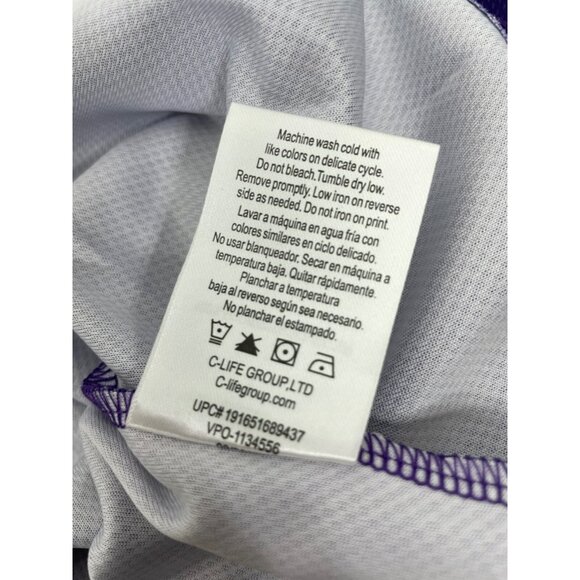 Machine wash cold with
like colors on delicate cycle.
Do not bleach.Tumble dry low.
Remove promptly. Low iron on reverse
side as needed. Do not iron on print.
Lavar a máquina en agua fría con
colores similares en ciclo delicado.
No usar blanqueador. Secar en máquina a
temperatura baja. Quitar rápidamente.
Planchar a temperatura
baja al reverso según sea necesario.
No planchar el estampado.
C-LIFE GROUP.LTD
C-lifegroup.com
UPC# 191651689437
VPO-1134556